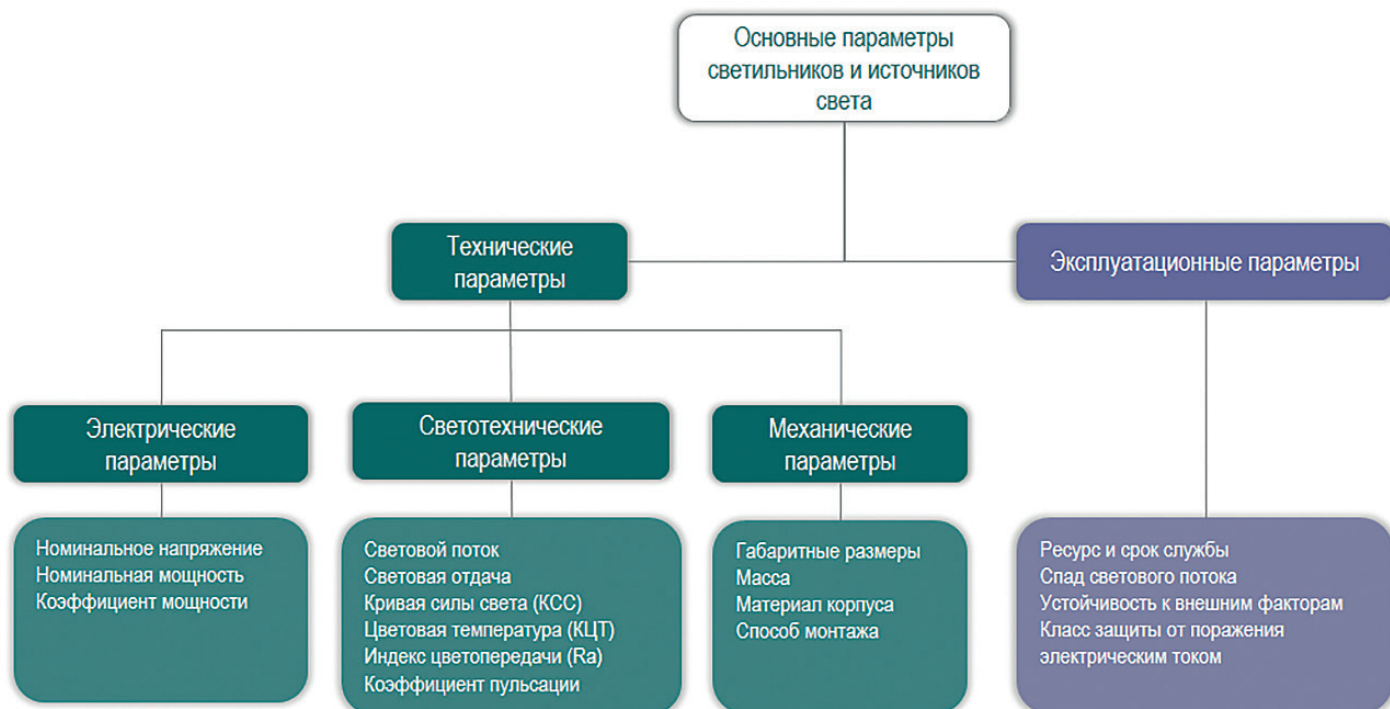 Основные параметры
светильников и источников
света
Технические
параметры
Эксплуатационные параметры
Электрические
параметры
Светотехнические
параметры
Механические
параметры
Номинальное напряжение
Номинальная мощность
Коэффициент мощности
Световой поток
Световая отдача
Кривая силы света (КСС)
Цветовая температура (КЦТ)
Индекс цветопередачи (Ra)
Коэффициент пульсации
Габаритные размеры
Масса
Материал корпуса
Способ монтажа
Ресурс и срок службы
Спад светового потока
Устойчивость к внешним факторам
Класс защиты от поражения
электрическим током